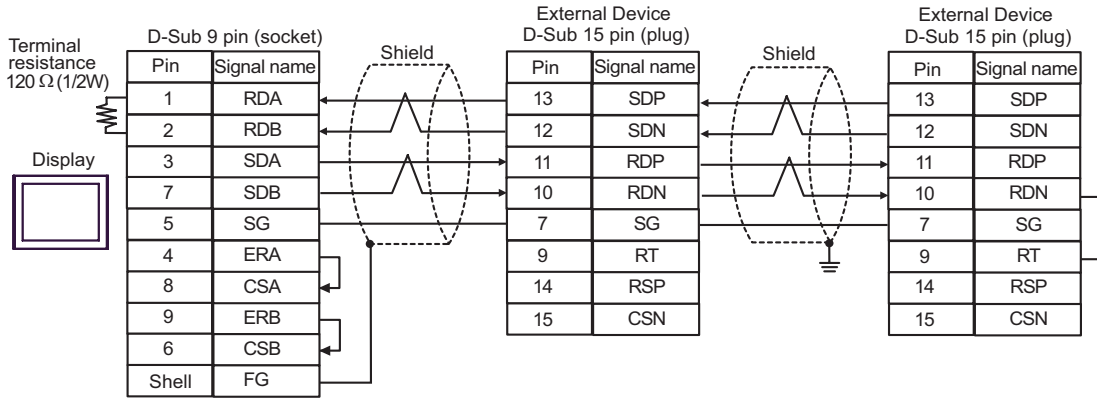 Terminal
resistance
120 Ω (1/2W)
Display
D-Sub 9 pin (socket)
Pin Signal name
1 RDA
2 RDB
3 SDA
7 SDB
5 SG
4 ERA
8 CSA
9 ERB
6 CSB
Shell FG
Shield
External Device
D-Sub 15 pin (plug)
Pin Signal name
13 SDP
12 SDN
11 RDP
10 RDN
7 SG
9 RT
14 RSP
15 CSN
Shield
External Device
D-Sub 15 pin (plug)
Pin Signal name
13 SDP
12 SDN
11 RDP
10 RDN
7 SG
9 RT
14 RSP
15 CSN